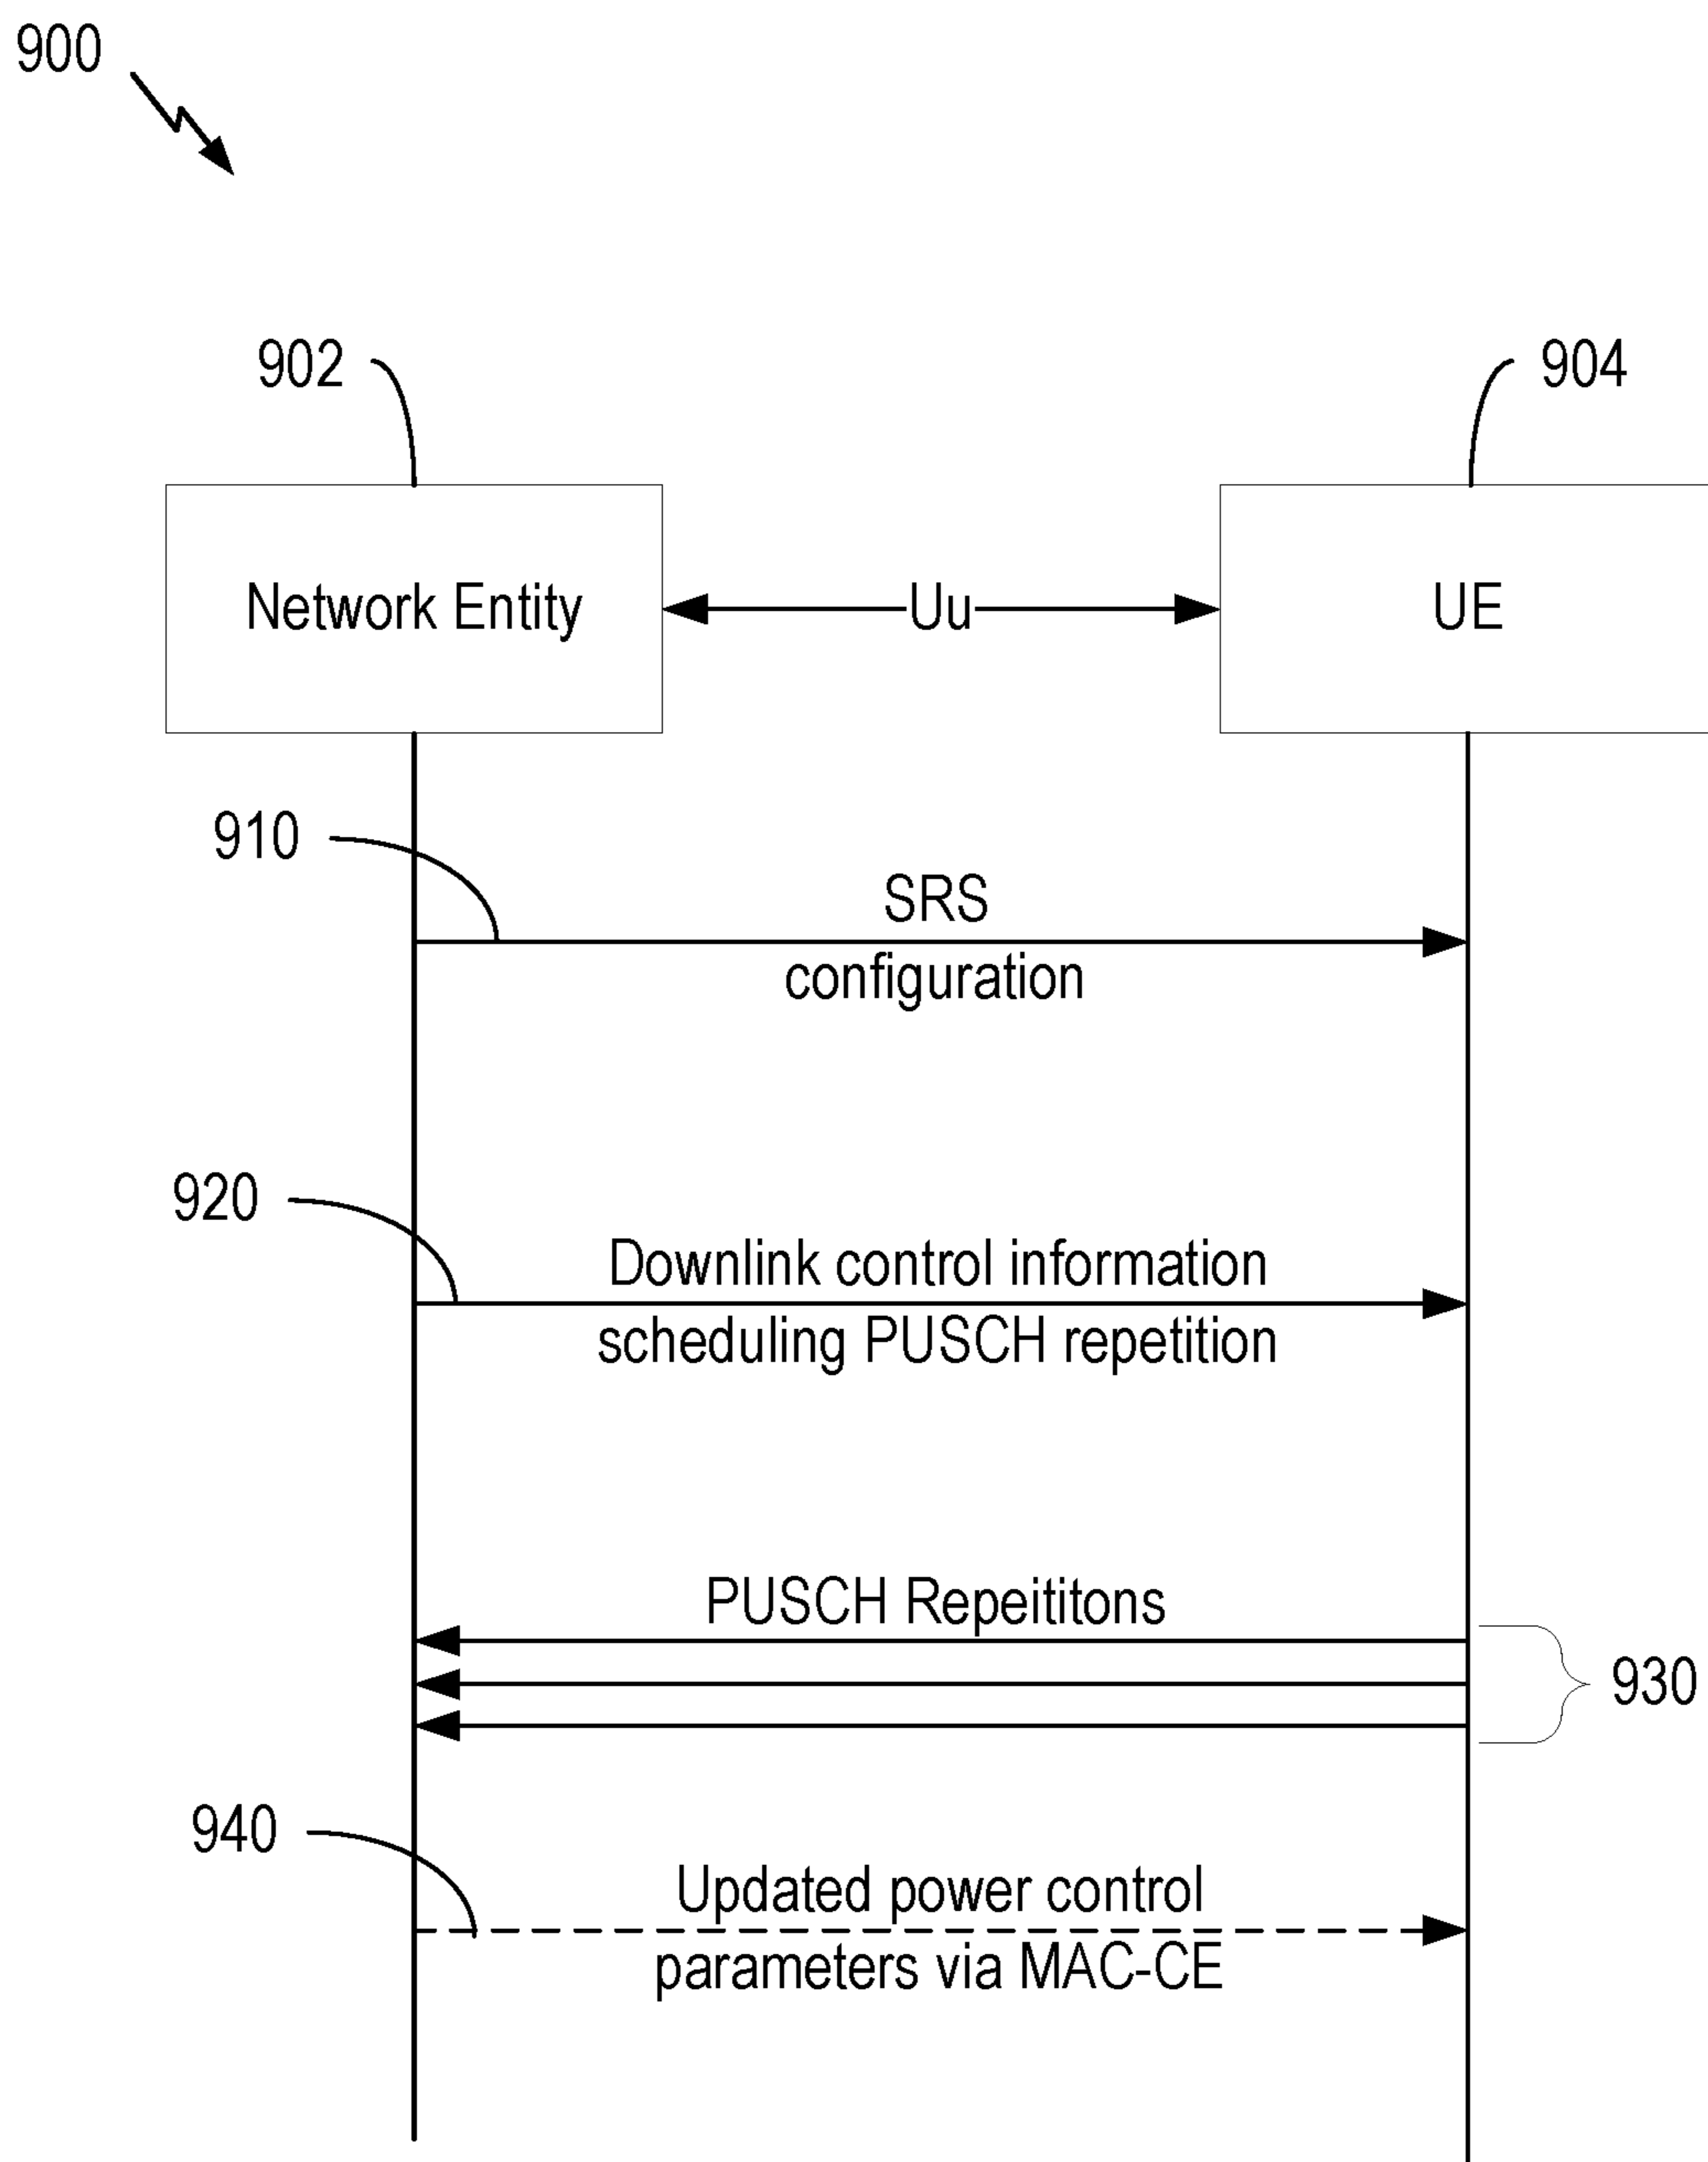 900
902
904
Network Entity
Uu
UE
910
SRS
configuration
920
Downlink control information
scheduling PUSCH repetition
PUSCH Repeititons
930
940
Updated power control
parameters via MAC-CE